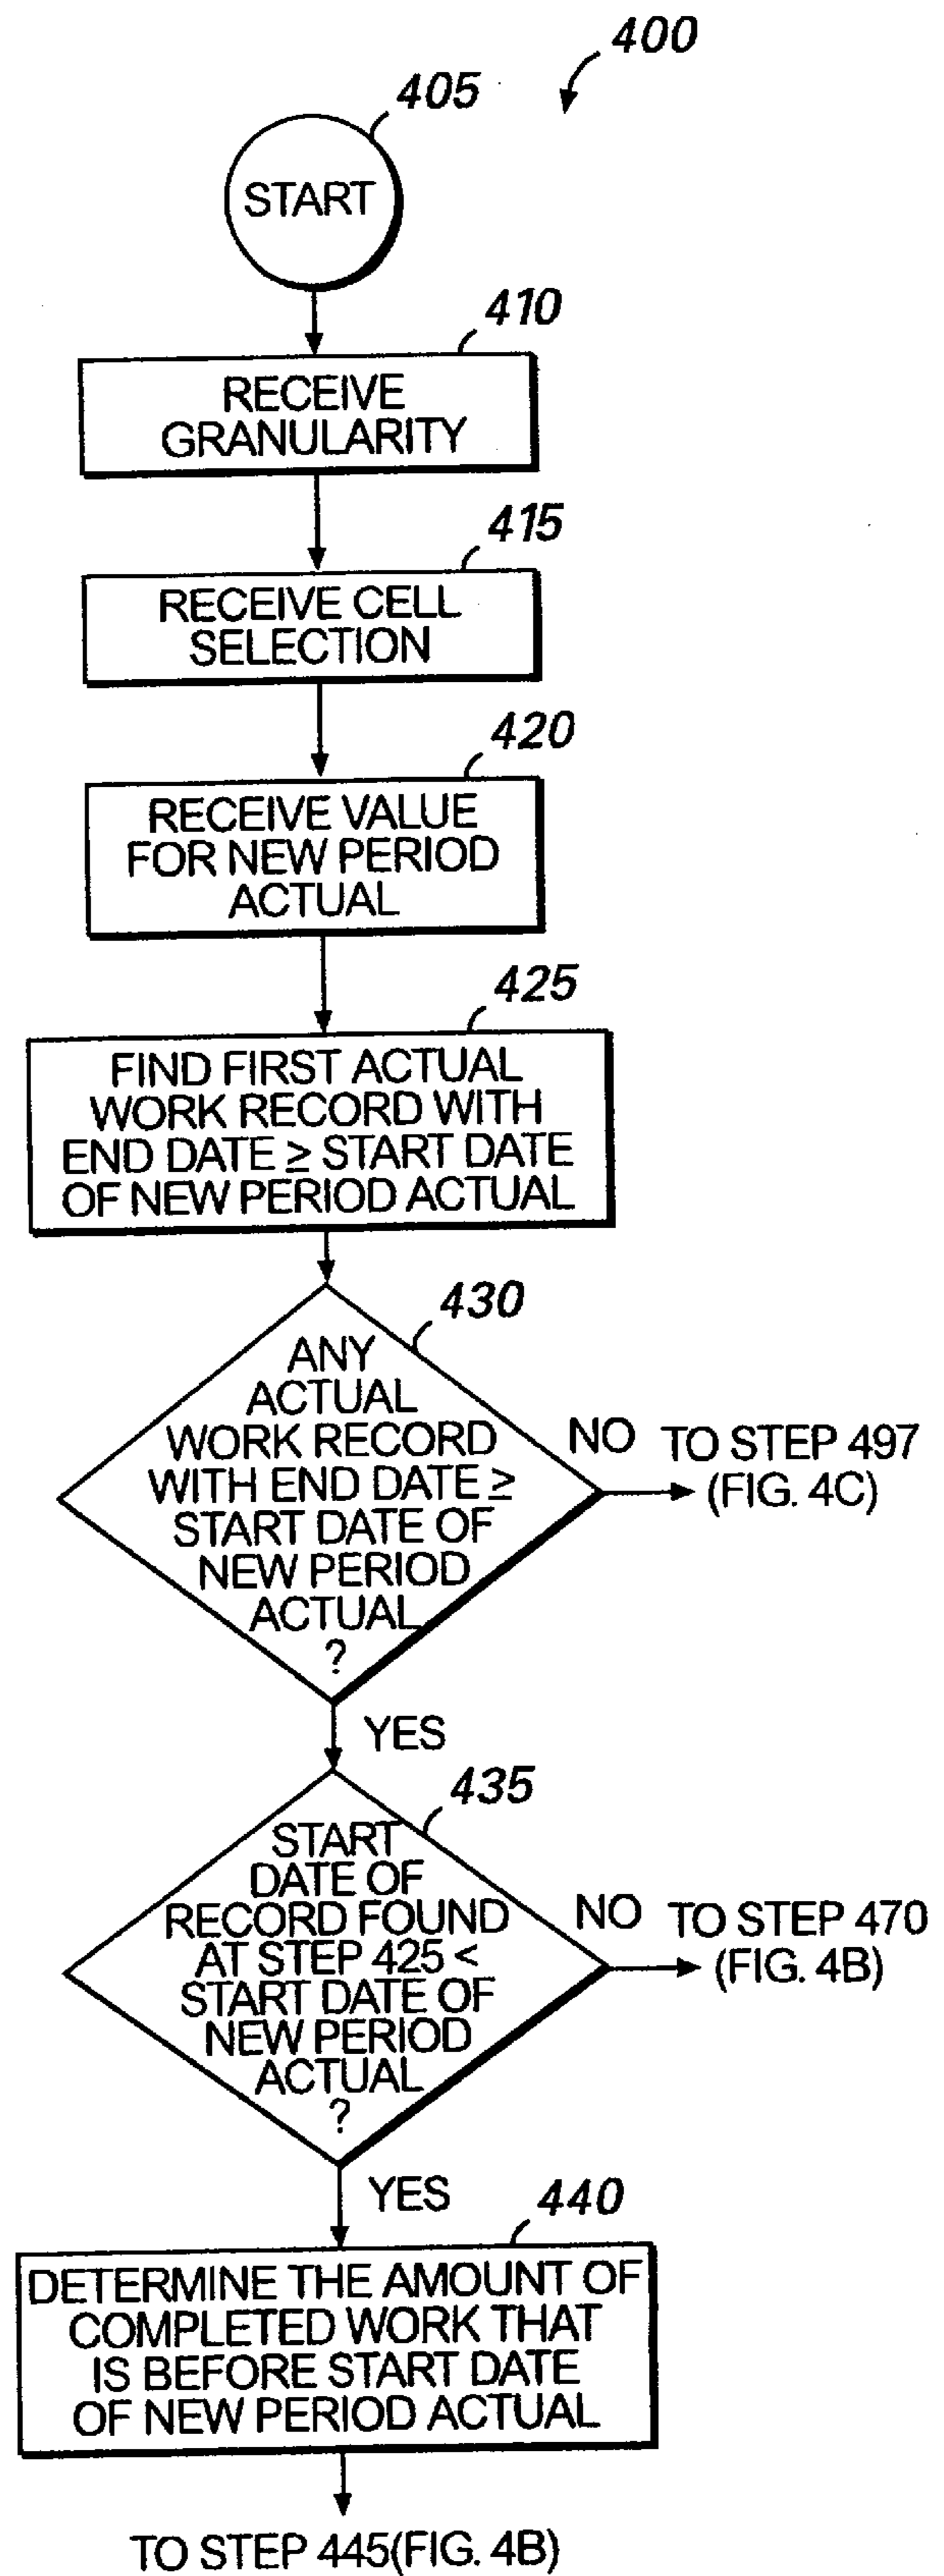 400
405
START
410
RECEIVE
GRANULARITY
415
RECEIVE CELL
SELECTION
420
RECEIVE VALUE
FOR NEW PERIOD
ACTUAL
425
FIND FIRST ACTUAL
WORK RECORD WITH
END DATE ≥ START DATE
OF NEW PERIOD ACTUAL
430
ANY
ACTUAL
WORK RECORD
WITH END DATE ≥
START DATE OF
NEW PERIOD
ACTUAL
?
NO
TO STEP 497
(FIG. 4C)
YES
435
START
DATE OF
RECORD FOUND
AT STEP 425 <
START DATE OF
NEW PERIOD
ACTUAL
?
NO
TO STEP 470
(FIG. 4B)
YES
440
DETERMINE THE AMOUNT OF
COMPLETED WORK THAT
IS BEFORE START DATE
OF NEW PERIOD ACTUAL
TO STEP 445(FIG. 4B)